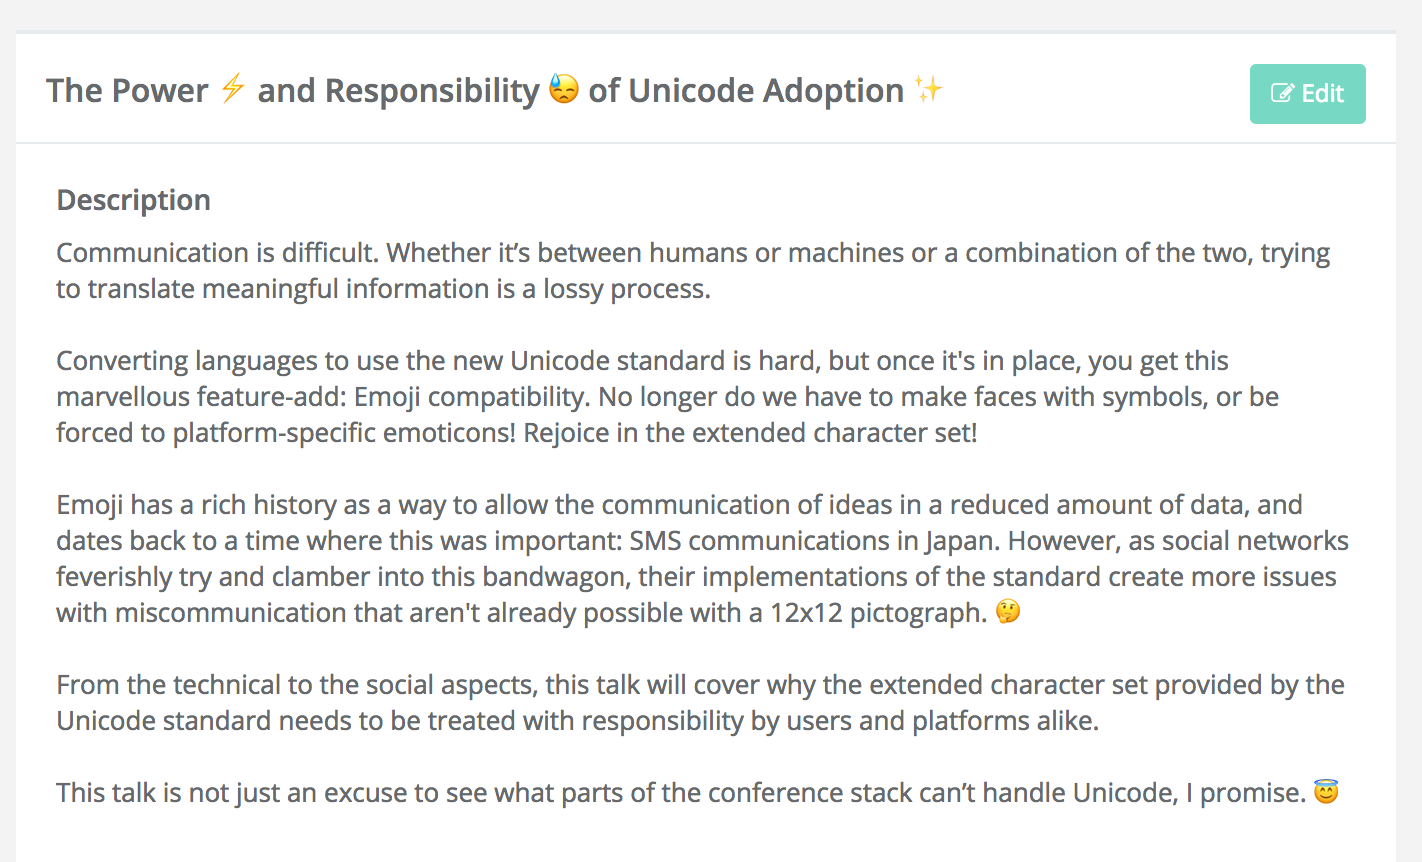 The Power ⚡ and Responsibility 😓 of Unicode Adoption ✨
Edit
Description
Communication is difficult. Whether it’s between humans or machines or a combination of the two, trying
to translate meaningful information is a lossy process.
Converting languages to use the new Unicode standard is hard, but once it's in place, you get this
marvellous feature-add: Emoji compatibility. No longer do we have to make faces with symbols, or be
forced to platform-specific emoticons! Rejoice in the extended character set!
Emoji has a rich history as a way to allow the communication of ideas in a reduced amount of data, and
dates back to a time where this was important: SMS communications in Japan. However, as social networks
feverishly try and clamber into this bandwagon, their implementations of the standard create more issues
with miscommunication that aren't already possible with a 12x12 pictograph. 🤔
From the technical to the social aspects, this talk will cover why the extended character set provided by the
Unicode standard needs to be treated with responsibility by users and platforms alike.
This talk is not just an excuse to see what parts of the conference stack can’t handle Unicode, I promise. 😇